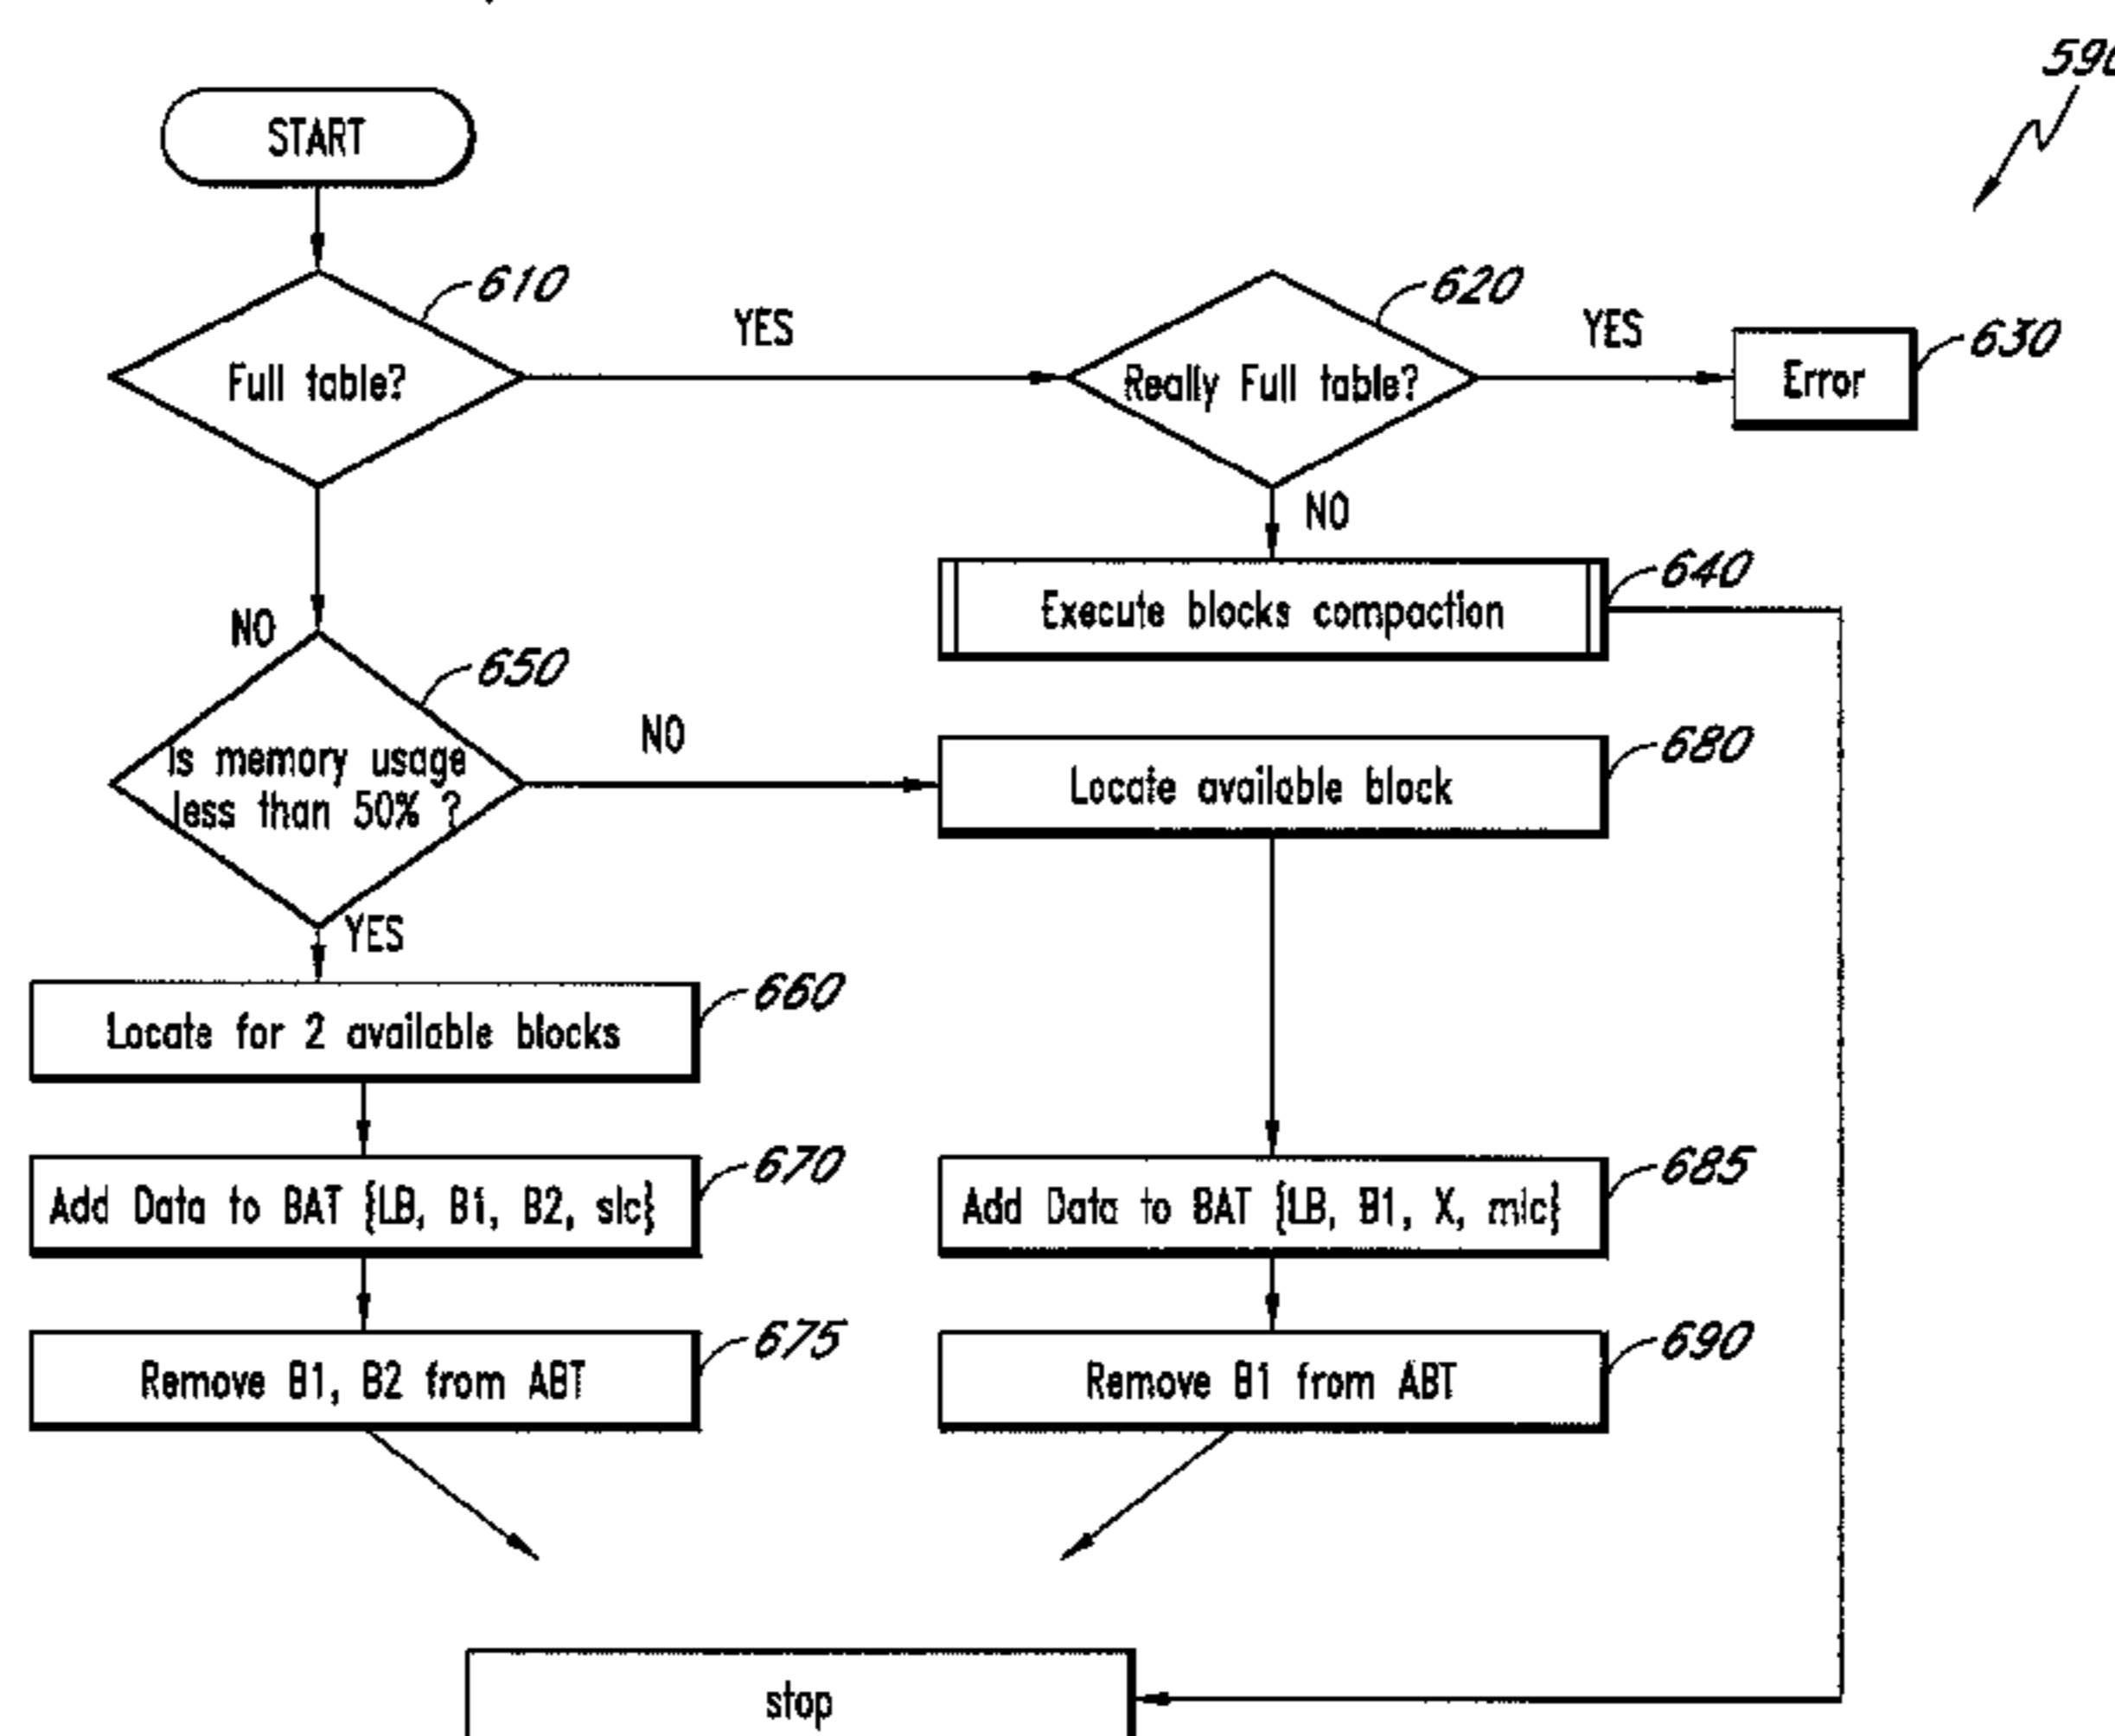 590
START
610
Full table?
YES
620
Really Full table?
YES
630
Error
NO
640
Execute blocks compaction
NO
650
Is memory usage
less than 50% ?
NO
680
Locate available block
YES
660
Locate for 2 available blocks
670
Add Data to BAT {LB, B1, B2, slc}
685
Add Data to BAT {LB, B1, X, mlc}
675
Remove B1, B2 from ABT
690
Remove B1 from ABT
stop